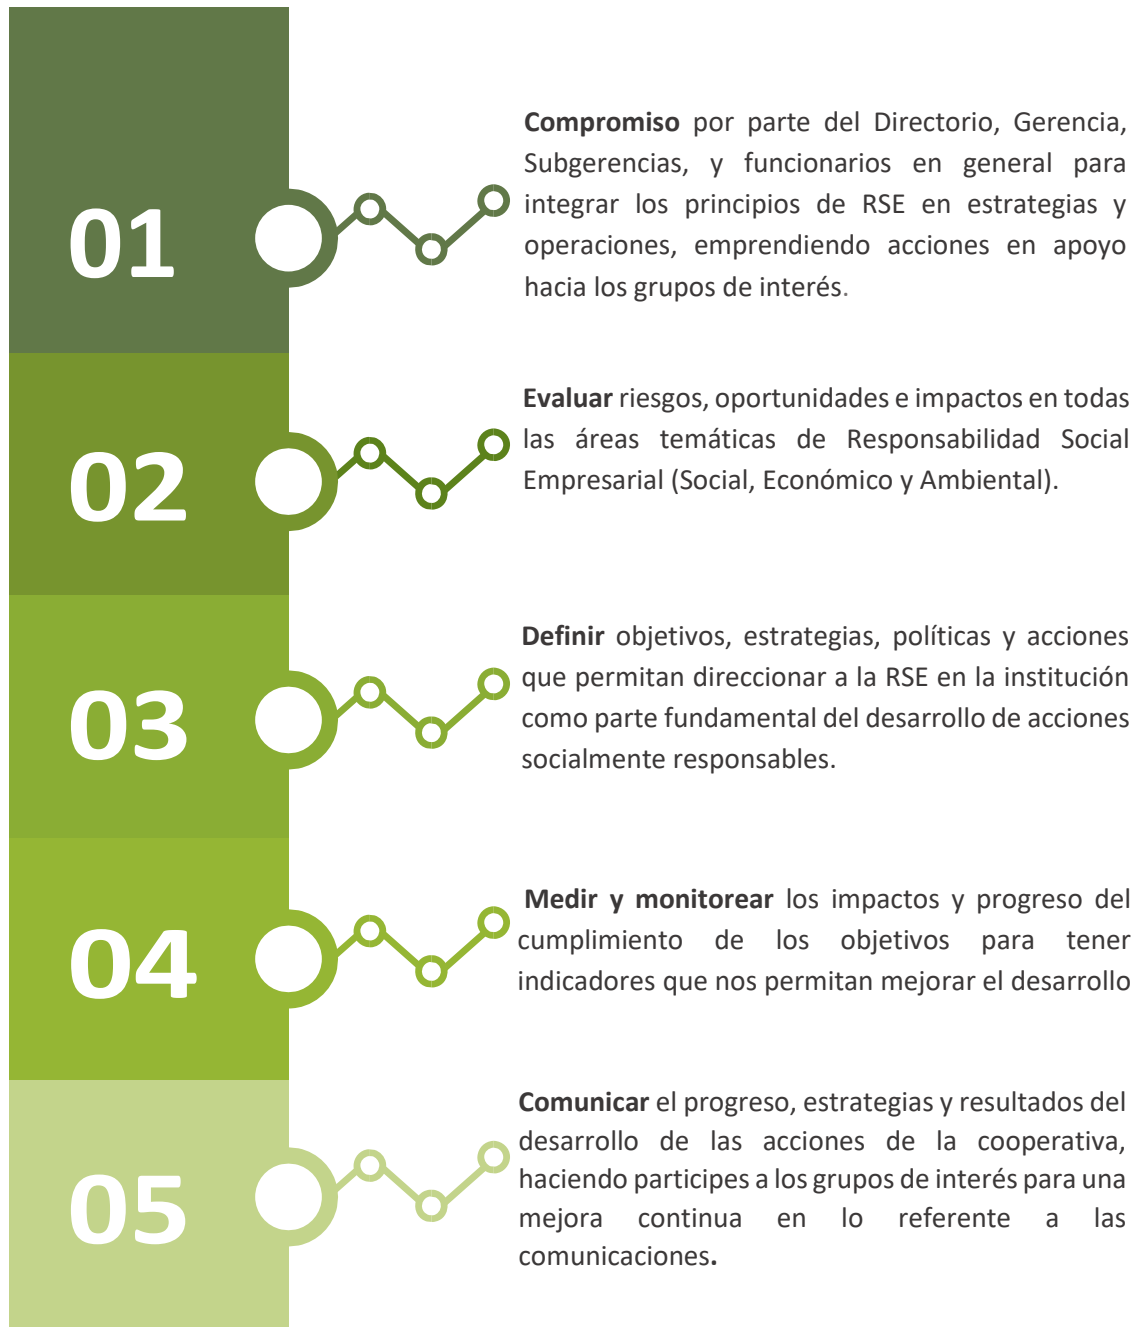 01
Compromiso por parte del Directorio, Gerencia,
Subgerencias, y funcionarios en general para
integrar los principios de RSE en estrategias y
operaciones, emprendiendo acciones en apoyo
hacia los grupos de interés.
02
Evaluar riesgos, oportunidades e impactos en todas
las áreas temáticas de Responsabilidad Social
Empresarial (Social, Económico y Ambiental).
03
Definir objetivos, estrategias, políticas y acciones
que permitan direccionar a la RSE en la institución
como parte fundamental del desarrollo de acciones
socialmente responsables.
04
Medir y monitorear los impactos y progreso del
cumplimiento de los objetivos para tener
indicadores que nos permitan mejorar el desarrollo
05
Comunicar el progreso, estrategias y resultados del
desarrollo de las acciones de la cooperativa,
haciendo participes a los grupos de interés para una
mejora continua en lo referente a las
comunicaciones.